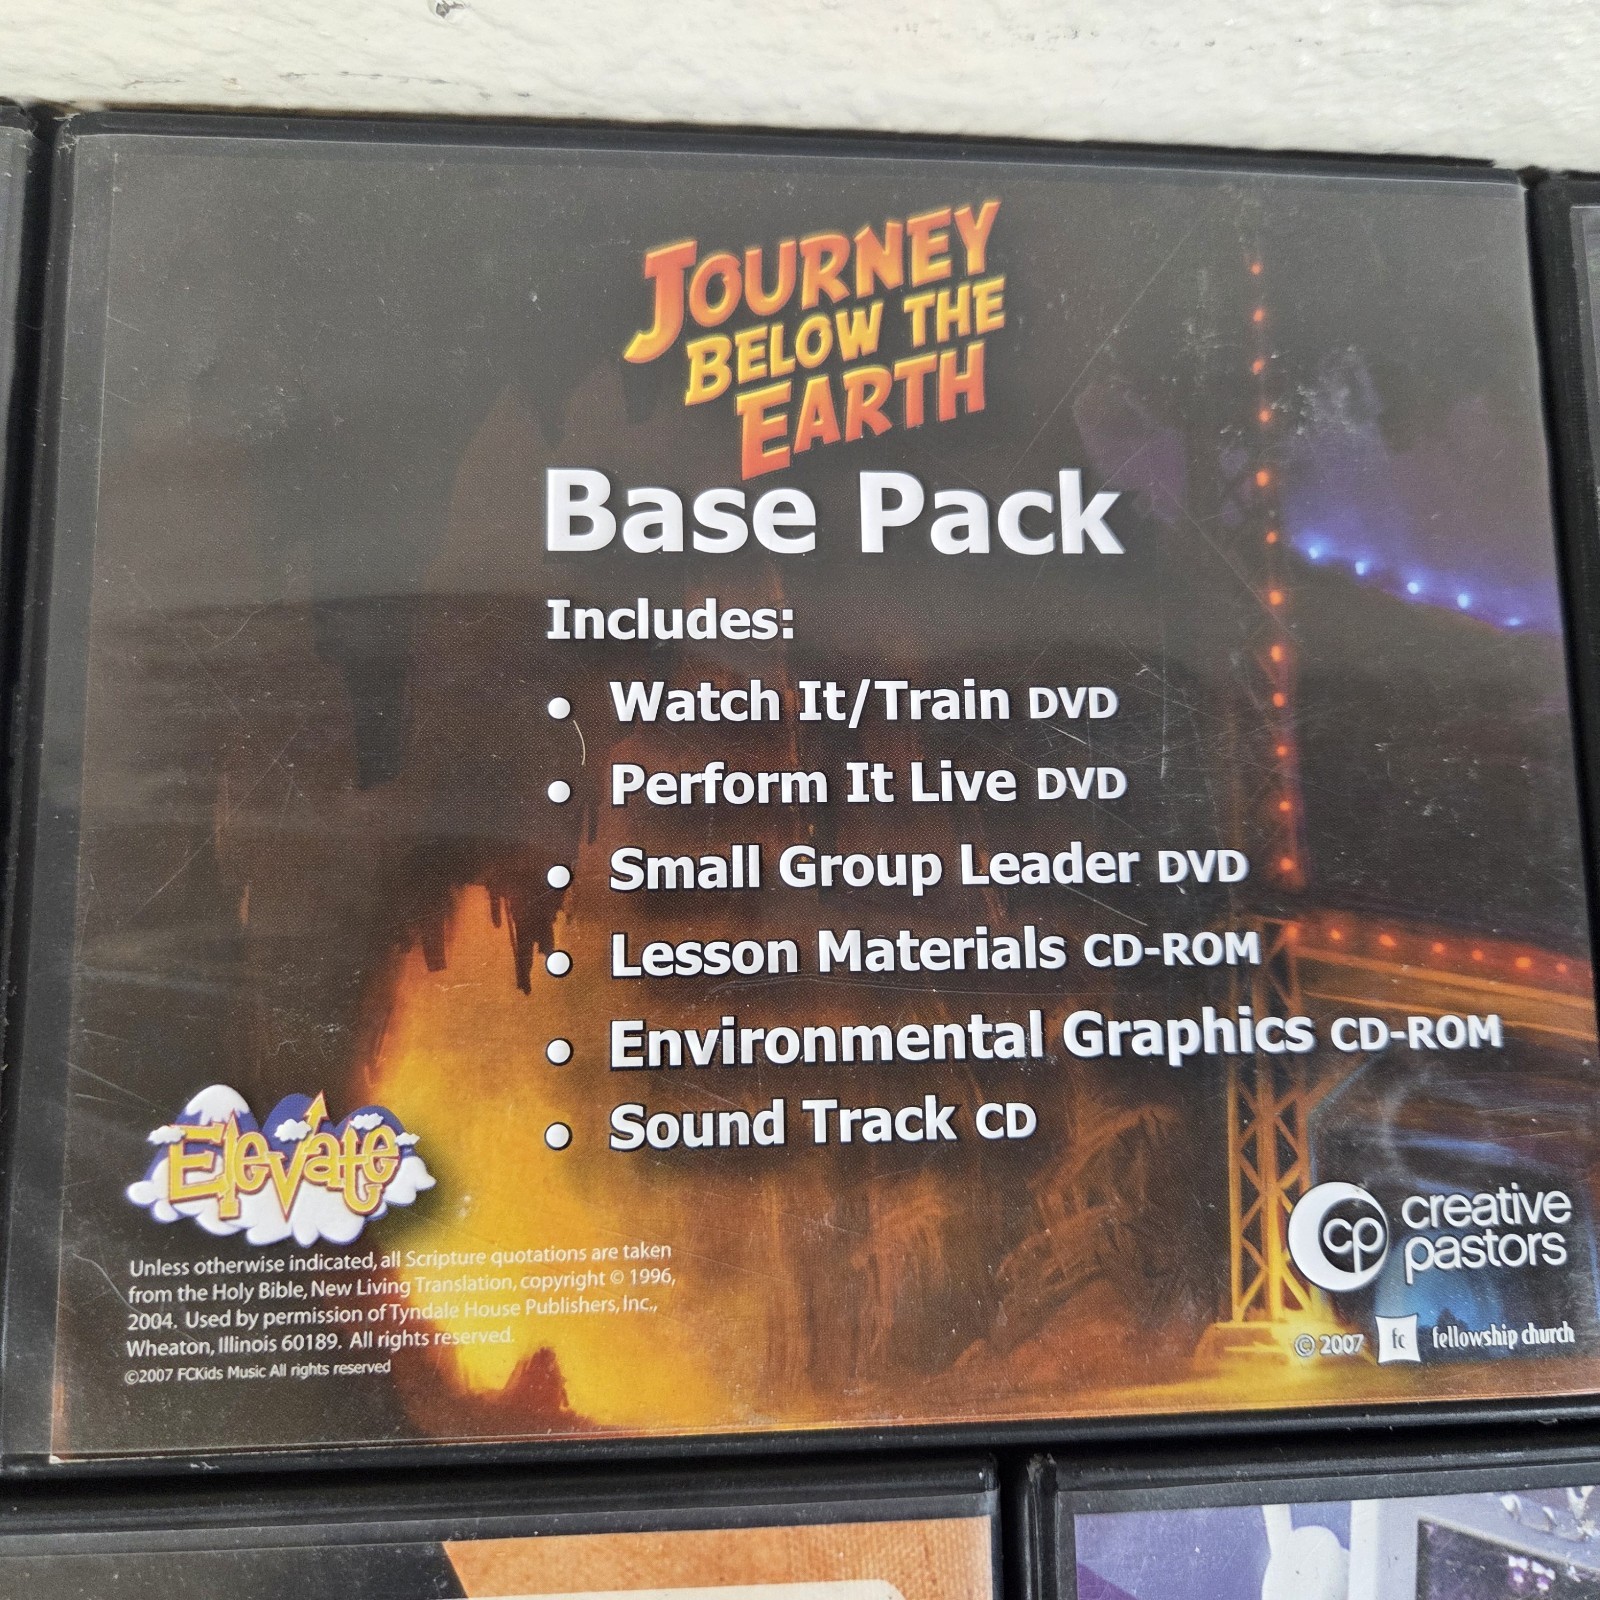 JOURNEY
BELOW THE
EARTH
Base Pack
Includes:
• Watch It/Train DVD
• Perform It Live DVD
• Small Group Leader DVD
• Lesson Materials CD-ROM
• Environmental Graphics CD-ROM
• Sound Track CD
Elevate
Unless otherwise indicated, all Scripture quotations are taken
from the Holy Bible, New Living Translation, copyright © 1996,
2004. Used by permission of Tyndale House Publishers, Inc.,
Wheaton, Illinois 60189. All rights reserved.
©2007 FCKids Music All rights reserved
cp creative
pastors
© 2007 fc fellowship church